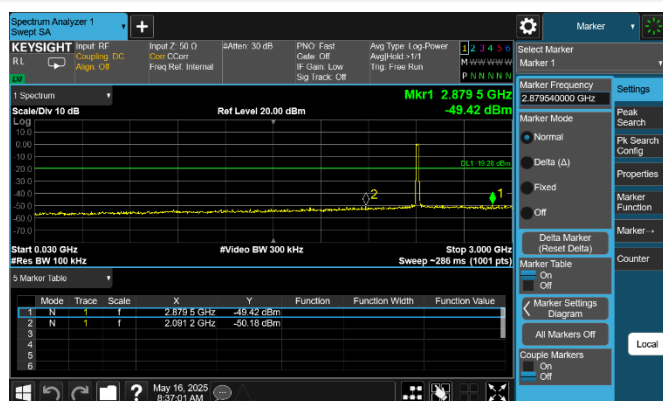 Spectrum Analyzer 1
Swept SA
Marker
KEYSIGHT Input: RF Input Z: 50 Ω #Atten: 30 dB PNO: Fast Avg Type: Log-Power 1 2 3 4 5 6
RL Coupling: DC Corr CCorr Gate: Off Avg|Hold:>1/1 M W W W W W
Align: Off Freq Ref: Internal IF Gain: Low Trig: Free Run
LW Sig Track: Off P N N N N N
Select Marker
Marker 1
1 Spectrum
Mkr1 2.879 5 GHz
Scale/Div 10 dB Ref Level 20.00 dBm -49.42 dBm
Log
10.0
0.00
-10.0
-20.0
-30.0
-40.0
-50.0
-60.0
-70.0
DL1 -19.28 dBm
2
1
Start 0.030 GHz #Video BW 300 kHz Stop 3.000 GHz
#Res BW 100 kHz Sweep ~286 ms (1001 pts)
5 Marker Table
Mode Trace Scale X Y Function Function Width Function Value
1 N 1 f 2.879 5 GHz -49.42 dBm
2 N 1 f 2.091 2 GHz -50.18 dBm
3
4
5
6
Marker Frequency
2.879540000 GHz
Marker Mode
Normal
Delta (Δ)
Fixed
Off
Delta Marker
(Reset Delta)
Marker Table
On
Off
Marker Settings
Diagram
All Markers Off
Couple Markers
On
Off
Settings
Peak
Search
Pk Search
Config
Properties
Marker
Function
Marker→
Counter
Local
?
May 16, 2025
8:37:01 AM